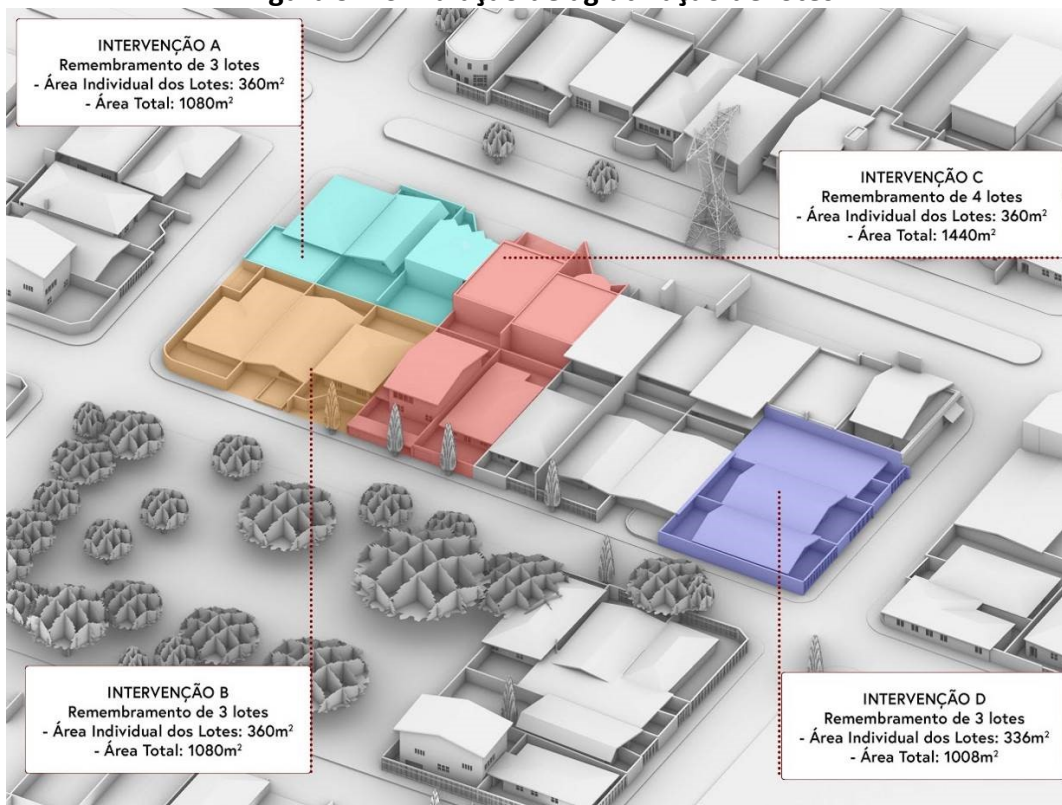 INTERVENÇÃO A
Remembramento de 3 lotes
- Área Individual dos Lotes: 360m²
- Área Total: 1080m²
INTERVENÇÃO C
Remembramento de 4 lotes
- Área Individual dos Lotes: 360m²
- Área Total: 1440m²
INTERVENÇÃO B
Remembramento de 3 lotes
- Área Individual dos Lotes: 360m²
- Área Total: 1080m²
INTERVENÇÃO D
Remembramento de 3 lotes
- Área Individual dos Lotes: 336m²
- Área Total: 1008m²